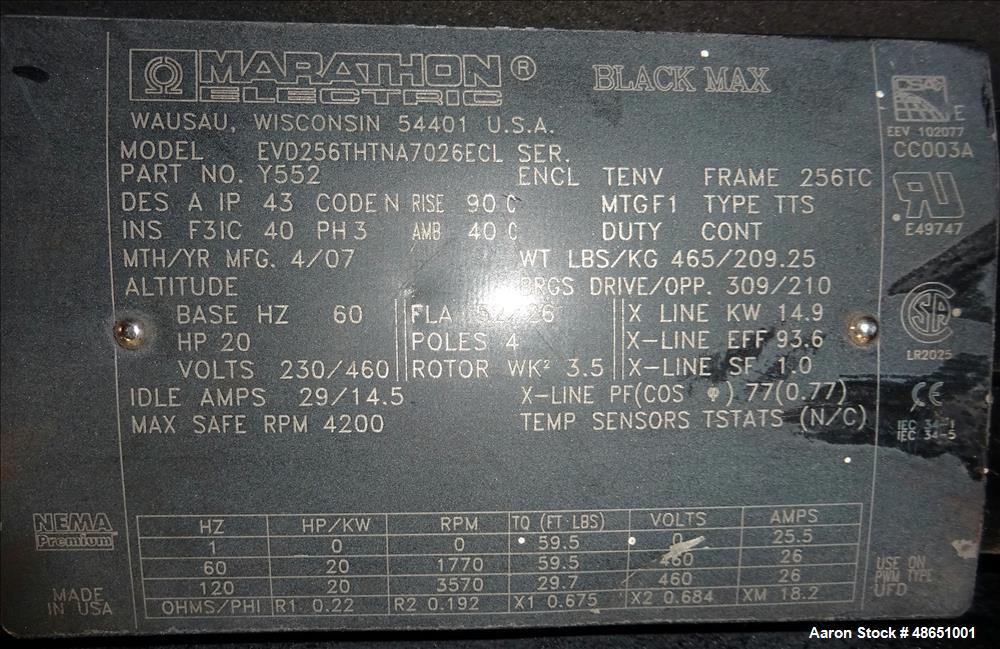 MARATHON ® BLACK MAX
ELECTRIC
WAUSAU, WISCONSIN 54401 U.S.A.
MODEL EVD256THTNA7026ECL SER.
PART NO. Y552 ENCL TENV FRAME 256TC
DES A IP 43 CODE N RISE 90 C MTG F1 TYPE TTS
INS F3 IC 40 PH 3 AMB 40 C DUTY CONT
MTH/YR MFG. 4/07 WT LBS/KG 465/209.25
ALTITUDE BRGS DRIVE/OPP. 309/210
BASE HZ 60 FLA X LINE KW 14.9
HP 20 POLES 4 X-LINE EFF 93.6
VOLTS 230/460 ROTOR WK² 3.5 X-LINE SF 1.0
IDLE AMPS 29/14.5 X-LINE PF(COS φ) 77(0.77)
MAX SAFE RPM 4200 TEMP SENSORS TSTATS (N/C)
CSA
E
EEV 102077
CC003A
E49747
LR2025
CE
IEC 34-1
IEC 34-5
NEMA
Premium
MADE
IN USA
HZ HP/KW RPM TQ (FT LBS) VOLTS AMPS
1 0 0 59.5 0 25.5
60 20 1770 59.5 460 26
120 20 3570 29.7 460 26
OHMS/PHI R1 0.22 R2 0.192 X1 0.675 X2 0.684 XM 18.2
USE ON
PWM TYPE
UFD
Aaron Stock # 48651001